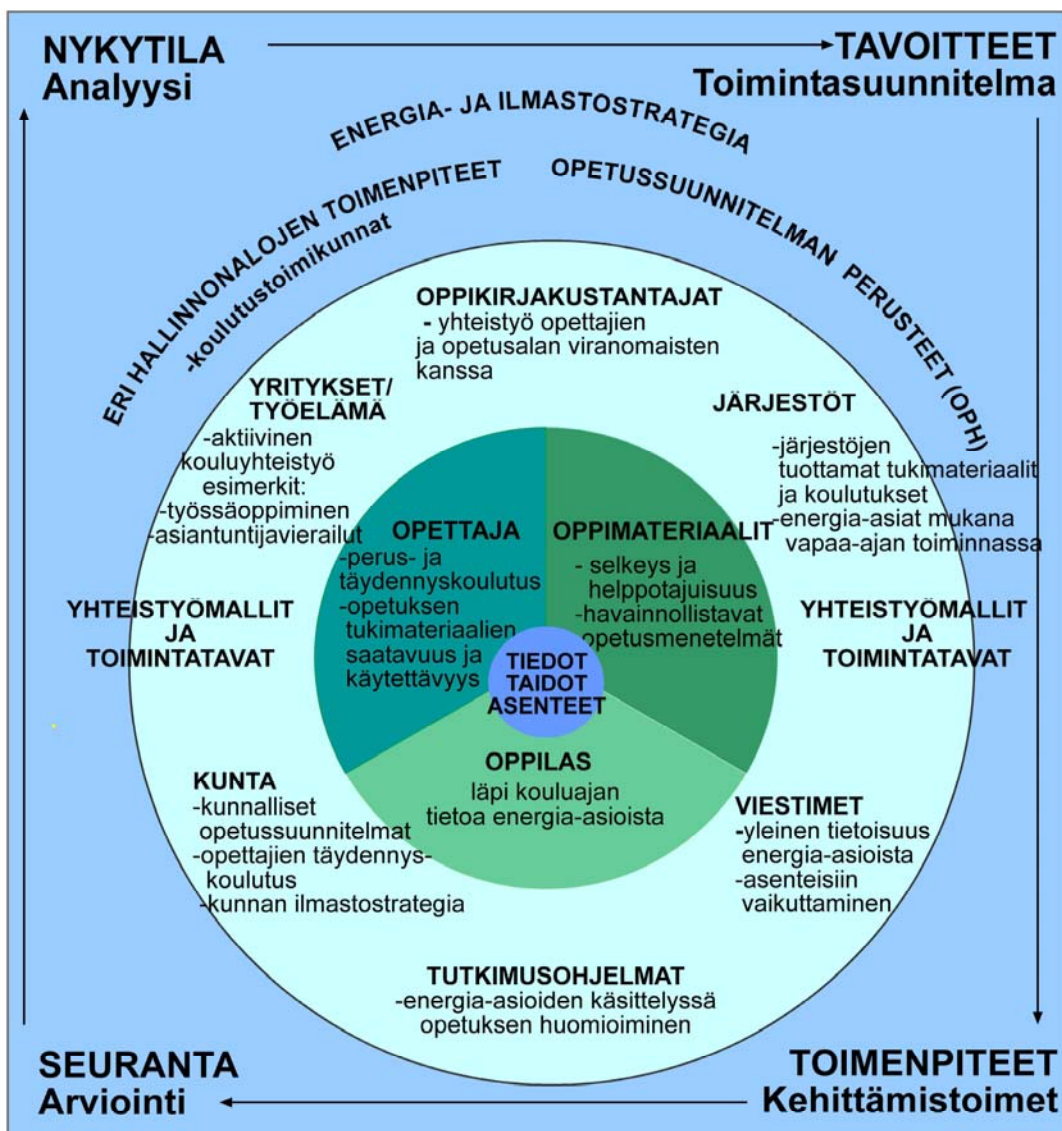 NYKYTILA
Analyysi
TAVOITTEET
Toimintasuunnitelma
ENERGIA- JA ILMASTOSTRATEGIA
ERI HALLINNONALOJEN TOIMENPITEET
-koulutustoimikunnat
OPETUSSUUNNITELMAN PERUSTEET (OPH)
OPPIKIRJAKUSTANTAJAT
- yhteistyö opettajien
ja opetusalan viranomaisten
kanssa
YRITYKSET/
TYÖELÄMÄ
-aktiivinen
kouluyhteistyö
esimerkit:
-työssäoppiminen
-asiantuntijavierailut
JÄRJESTÖT
-järjestöjen
tuottamat tukimateriaalit
ja koulutukset
-energia-asiat mukana
vapaa-ajan toiminnassa
OPETTAJA
-perus- ja
täydennyskoulutus
-opetuksen
tukimateriaalien
saatavuus ja
käytettävyys
OPPIMATERIAALIT
- selkeys ja
helppotajuisuus
-havainnollistavat
opetusmenetelmät
YHTEISTYÖMALLIT
JA
TOIMINTATAVAT
YHTEISTYÖMALLIT
JA
TOIMINTATAVAT
TIEDOT
TAIDOT
ASENTEET
OPPILAS
läpi kouluajan
tietoa energia-asioista
KUNTA
-kunnalliset
opetussuunnitelmat
-opettajien täydennys-
koulutus
-kunnan ilmastostrategia
VIESTIMET
-yleinen tietoisuus
energia-asioista
-asenteisiin
vaikuttaminen
TUTKIMUSOHJELMAT
-energia-asioiden käsittelyssä
opetuksen huomioiminen
SEURANTA
Arviointi
TOIMENPITEET
Kehittämistoimet